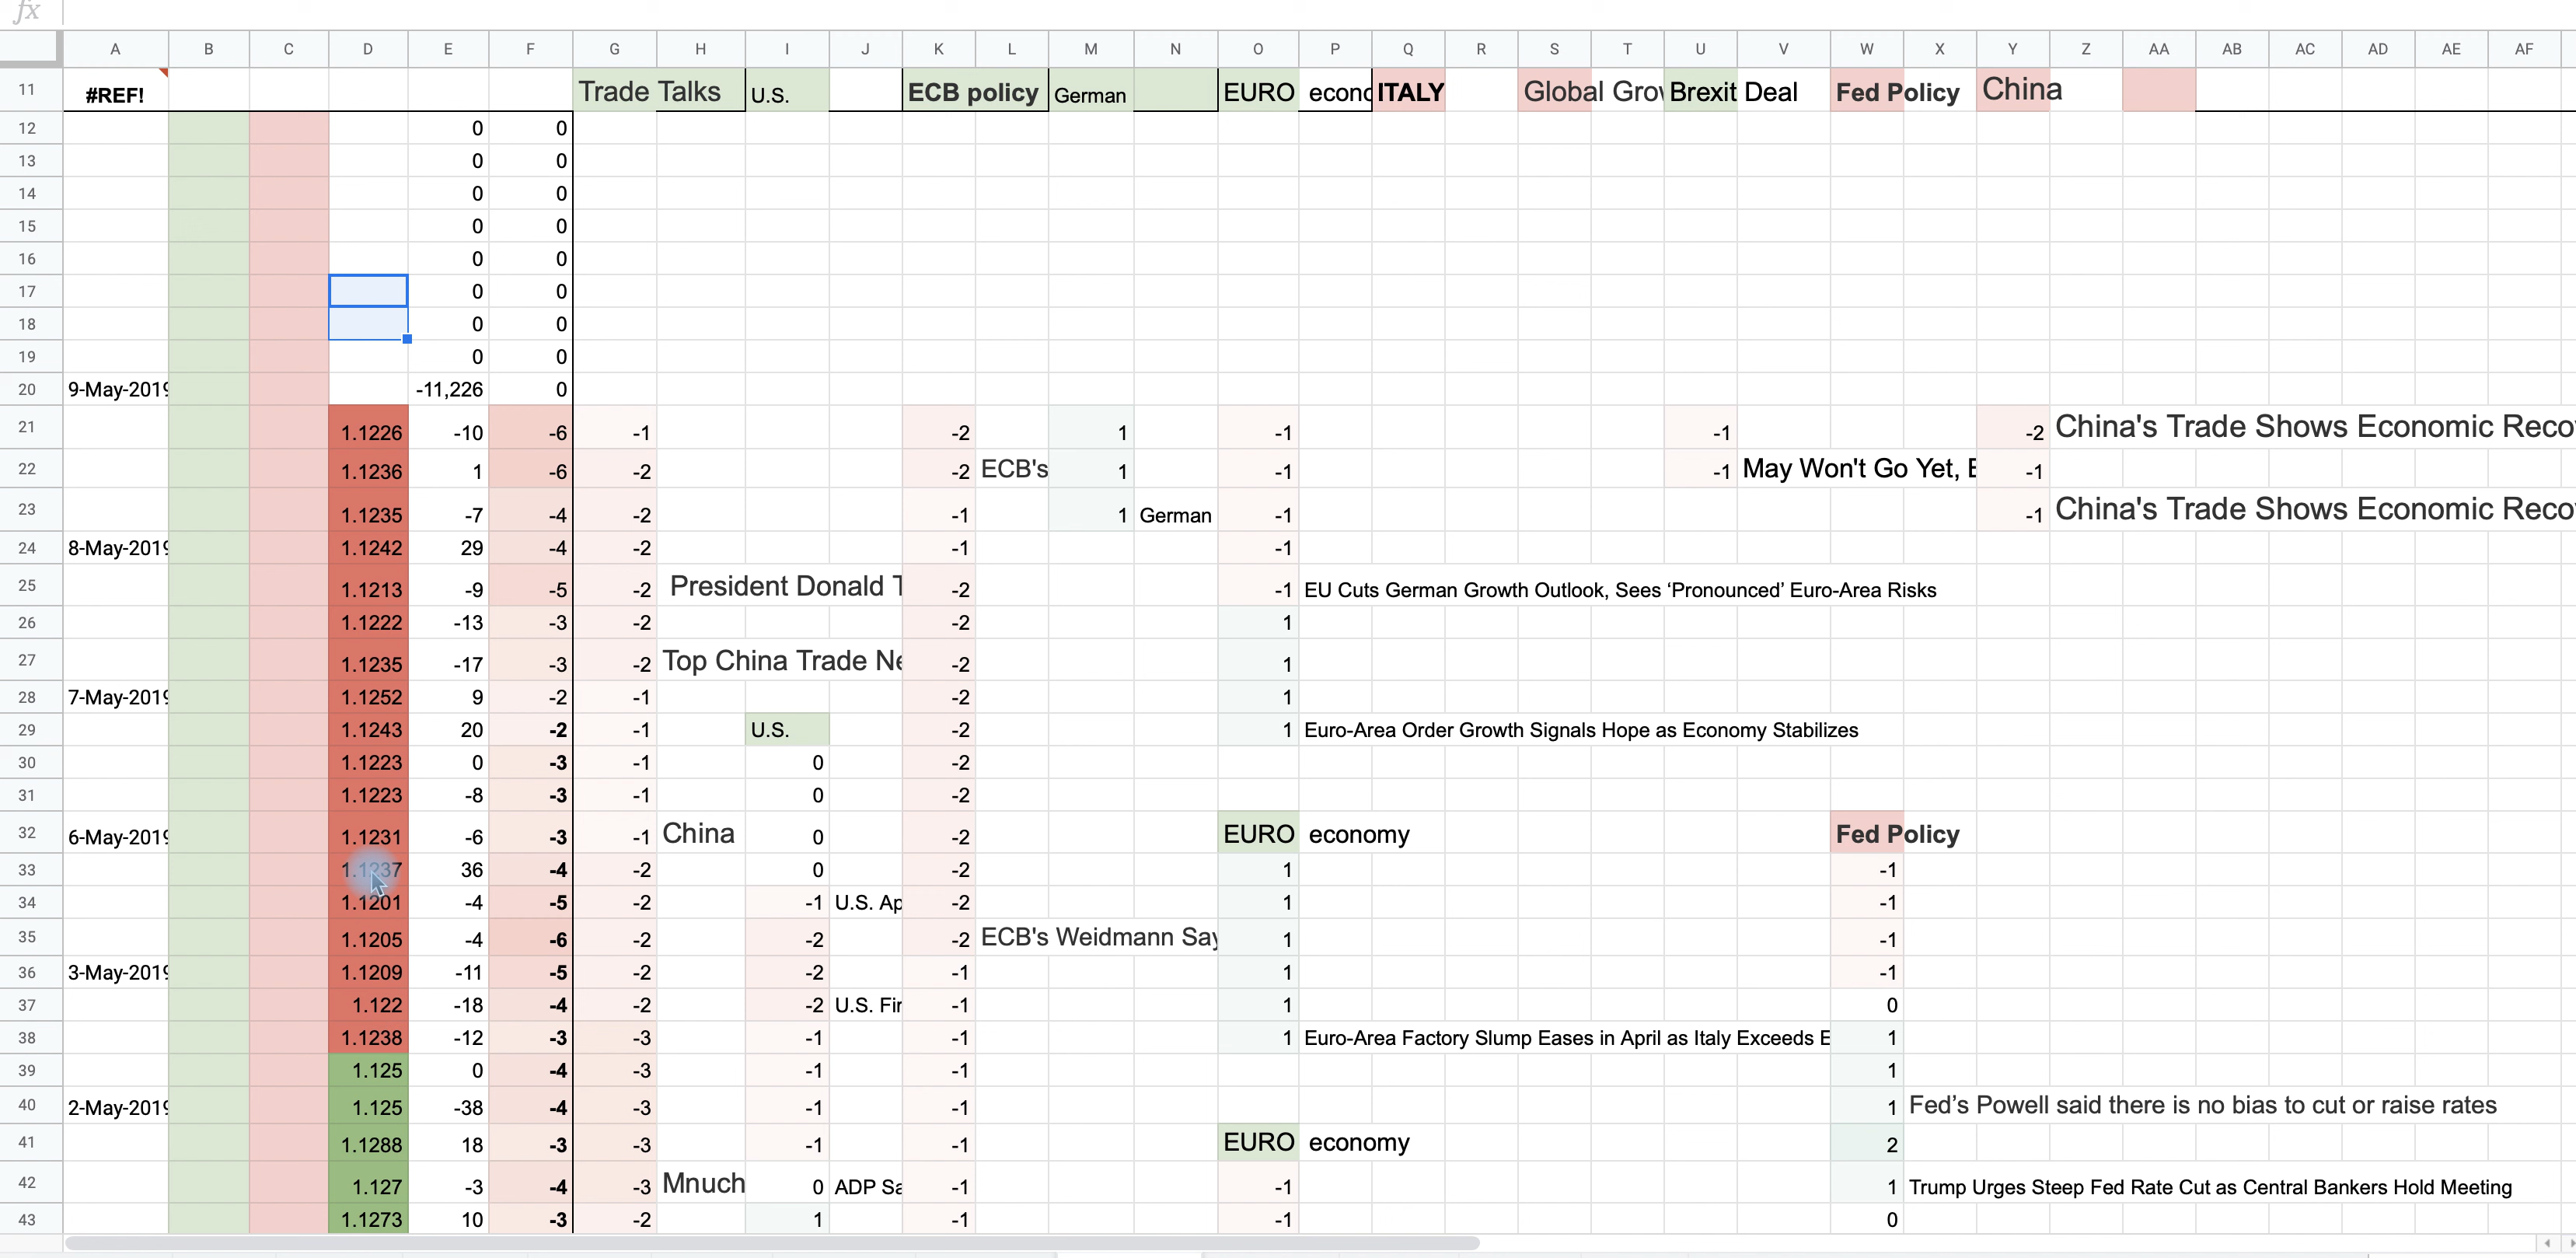 fx
A B C D E F G H I J K L M N O P Q R S T U V W X Y Z AA AB AC AD AE AF
11 #REF! Trade Talks U.S. ECB policy German EURO econ ITALY Global Gro Brexit Deal Fed Policy China
12 0 0
13 0 0
14 0 0
15 0 0
16 0 0
17 0 0
18 0 0
19 0 0
20 9-May-2019 -11,226 0
21 1.1226 -10 -6 -1 -2 1 -1 -1 -2 China's Trade Shows Economic Reco
22 1.1236 1 -6 -2 -2 ECB's 1 -1 -1 May Won't Go Yet, -1
23 1.1235 -7 -4 -2 -1 1 German -1 -1 China's Trade Shows Economic Reco
24 8-May-2019 1.1242 29 -4 -2 -1 -1
25 1.1213 -9 -5 -2 President Donald T -2 -1 EU Cuts German Growth Outlook, Sees ‘Pronounced’ Euro-Area Risks
26 1.1222 -13 -3 -2 -2 1
27 1.1235 -17 -3 -2 Top China Trade Ne -2 1
28 7-May-2019 1.1252 9 -2 -1 -2 1
29 1.1243 20 -2 -1 U.S. -2 1 Euro-Area Order Growth Signals Hope as Economy Stabilizes
30 1.1223 0 -3 -1 0 -2
31 1.1223 -8 -3 -1 0 -2
32 6-May-2019 1.1231 -6 -3 -1 China 0 -2 EURO economy Fed Policy
33 1.1237 36 -4 -2 0 -2 1 -1
34 1.1201 -4 -5 -2 -1 U.S. Ap -2 1 -1
35 1.1205 -4 -6 -2 -2 -2 ECB's Weidmann Say 1 -1
36 3-May-2019 1.1209 -11 -5 -2 -2 -1 1 -1
37 1.122 -18 -4 -2 -2 U.S. Fir -1 1 0
38 1.1238 -12 -3 -3 -1 -1 1 Euro-Area Factory Slump Eases in April as Italy Exceeds E 1
39 1.125 0 -4 -3 -1 -1 1
40 2-May-2019 1.125 -38 -4 -3 -1 -1 1 Fed’s Powell said there is no bias to cut or raise rates
41 1.1288 18 -3 -3 -1 -1 EURO economy 2
42 1.127 -3 -4 -3 Mnuch 0 ADP Sa -1 -1 1 Trump Urges Steep Fed Rate Cut as Central Bankers Hold Meeting
43 1.1273 10 -3 -2 1 -1 -1 0